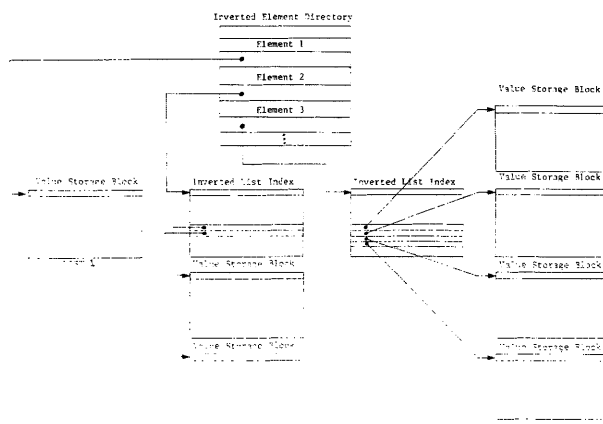 Inverted Element Directory
Element 1
Element 2
Element 3
Value Storage Block
Value Storage Block
Inverted List Index
Inverted List Index
Value Storage Block
Value Storage Block
Value Storage Block
Value Storage Block
Value Storage Block